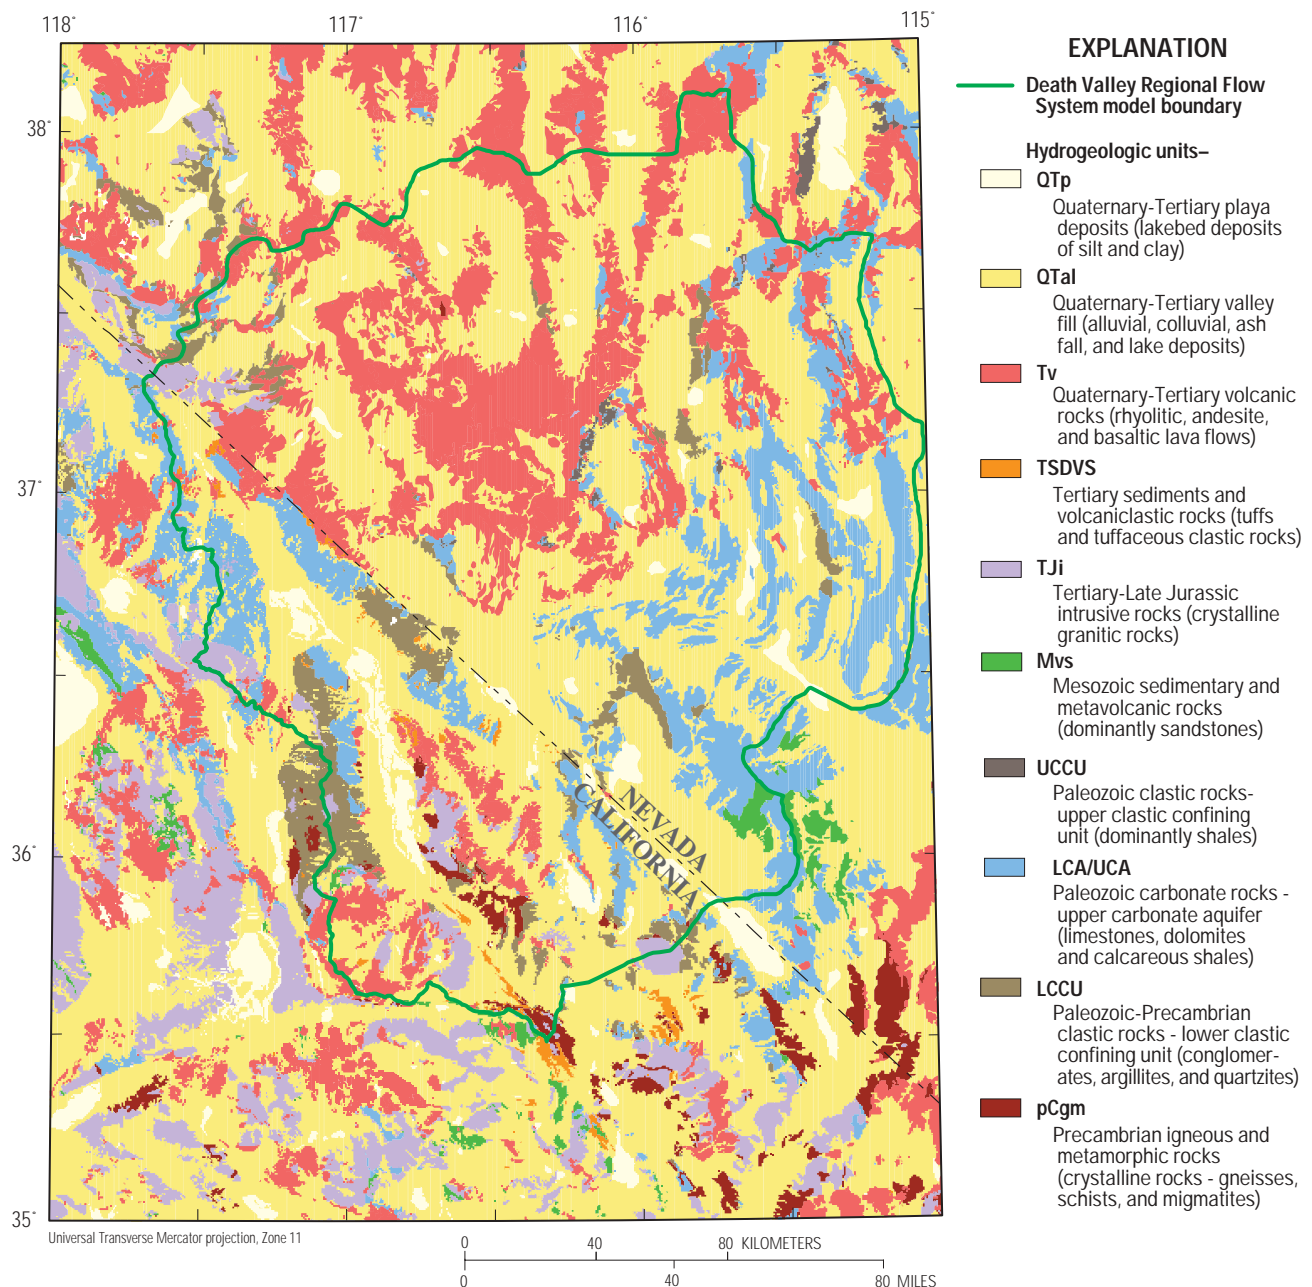 118°
117°
116°
115°
38°
37°
36°
35°
NEVADA
CALIFORNIA
Universal Transverse Mercator projection, Zone 11
0 40 80 KILOMETERS
0 40 80 MILES
EXPLANATION
Death Valley Regional Flow
System model boundary
Hydrogeologic units–
QTp
Quaternary-Tertiary playa
deposits (lakebed deposits
of silt and clay)
QTal
Quaternary-Tertiary valley
fill (alluvial, colluvial, ash
fall, and lake deposits)
Tv
Quaternary-Tertiary volcanic
rocks (rhyolitic, andesite,
and basaltic lava flows)
TSDVS
Tertiary sediments and
volcaniclastic rocks (tuffs
and tuffaceous clastic rocks)
TJi
Tertiary-Late Jurassic
intrusive rocks (crystalline
granitic rocks)
Mvs
Mesozoic sedimentary and
metavolcanic rocks
(dominantly sandstones)
UCCU
Paleozoic clastic rocks-
upper clastic confining
unit (dominantly shales)
LCA/UCA
Paleozoic carbonate rocks -
upper carbonate aquifer
(limestones, dolomites
and calcareous shales)
LCCU
Paleozoic-Precambrian
clastic rocks - lower clastic
confining unit (conglomer-
ates, argillites, and quartzites)
pCgm
Precambrian igneous and
metamorphic rocks
(crystalline rocks - gneisses,
schists, and migmatites)